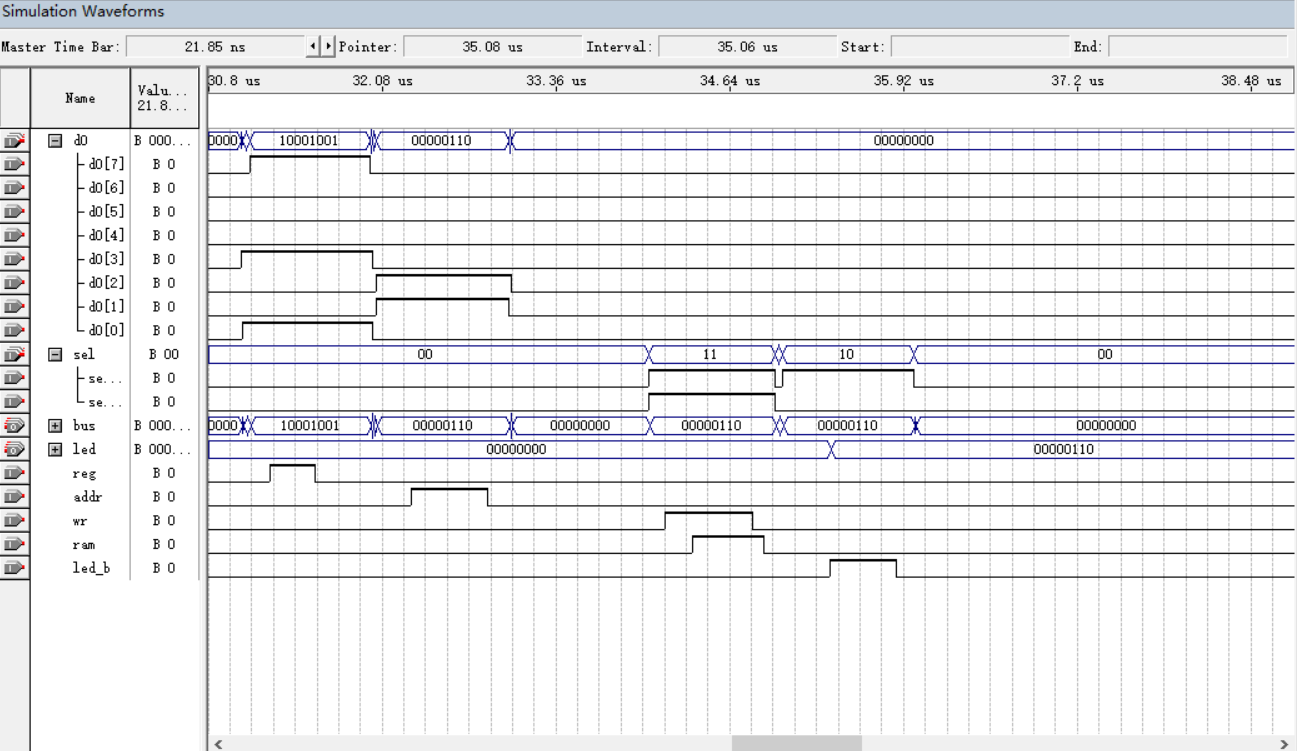 Simulation Waveforms
Master Time Bar: 21.85 ns Pointer: 35.08 us Interval: 35.06 us Start: End:
Name Valu... 21.8... 30.8 us 32.08 us 33.36 us 34.64 us 35.92 us 37.2 us 38.48 us
d0 B 000... 0000 10001001 00000110 00000000
d0[7] B 0
d0[6] B 0
d0[5] B 0
d0[4] B 0
d0[3] B 0
d0[2] B 0
d0[1] B 0
d0[0] B 0
sel B 00 00 11 10 00
se... B 0
se... B 0
bus B 000... 0000 10001001 00000110 00000000 00000110 00000110 00000000
led B 000... 00000000 00000110
reg B 0
addr B 0
wr B 0
ram B 0
led_b B 0